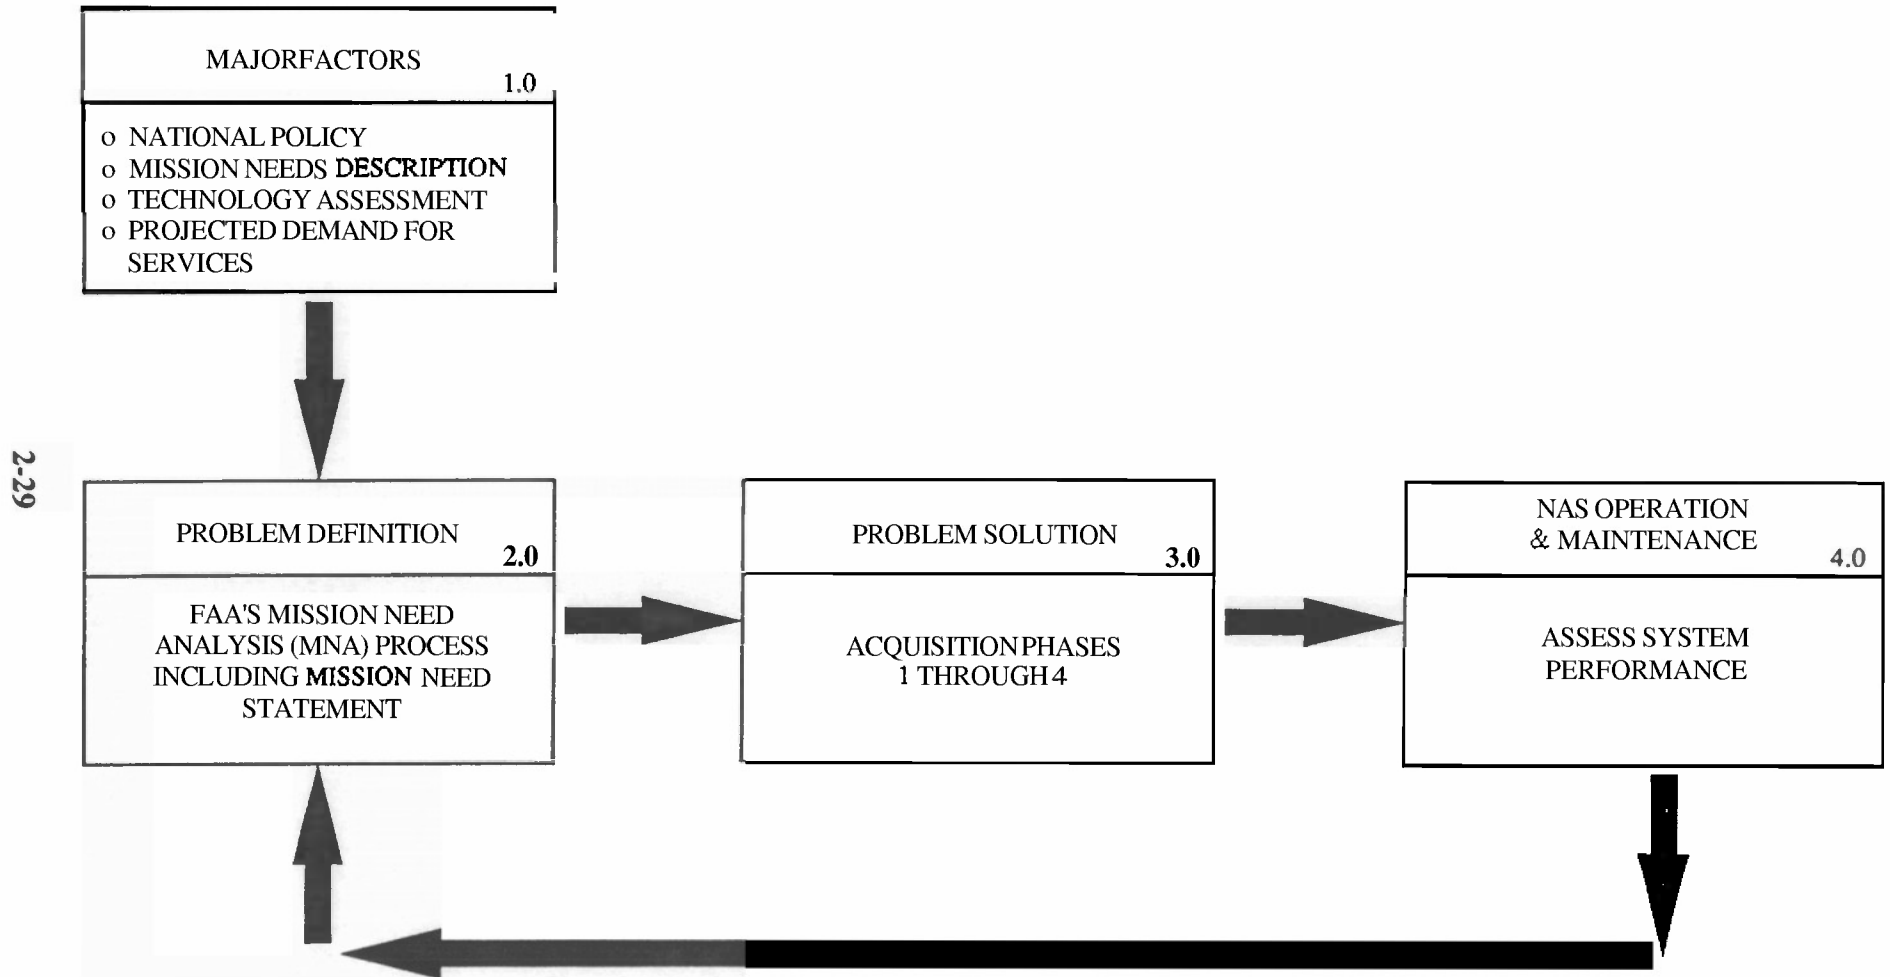 MAJORFACTORS
1.0
o NATIONAL POLICY
o MISSION NEEDS DESCRIPTION
o TECHNOLOGY ASSESSMENT
o PROJECTED DEMAND FOR
SERVICES
2-29
PROBLEM DEFINITION
2.0
FAA'S MISSION NEED
ANALYSIS (MNA) PROCESS
INCLUDING MISSION NEED
STATEMENT
PROBLEM SOLUTION
3.0
ACQUISITION PHASES
1 THROUGH 4
NAS OPERATION
& MAINTENANCE
4.0
ASSESS SYSTEM
PERFORMANCE